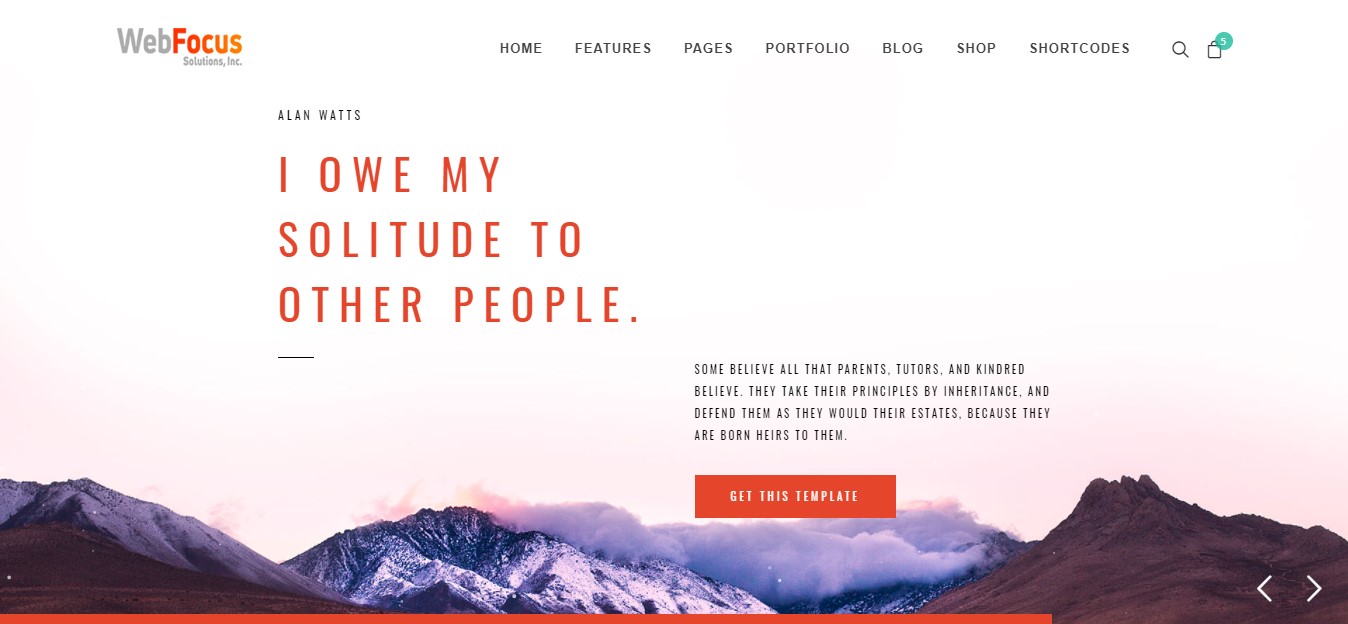 WebFocus
Solutions, Inc.
HOME FEATURES PAGES PORTFOLIO BLOG SHOP SHORTCODES
5
ALAN WATTS
I OWE MY
SOLITUDE TO
OTHER PEOPLE.
SOME BELIEVE ALL THAT PARENTS, TUTORS, AND KINDRED
BELIEVE. THEY TAKE THEIR PRINCIPLES BY INHERITANCE, AND
DEFEND THEM AS THEY WOULD THEIR ESTATES, BECAUSE THEY
ARE BORN HEIRS TO THEM.
GET THIS TEMPLATE